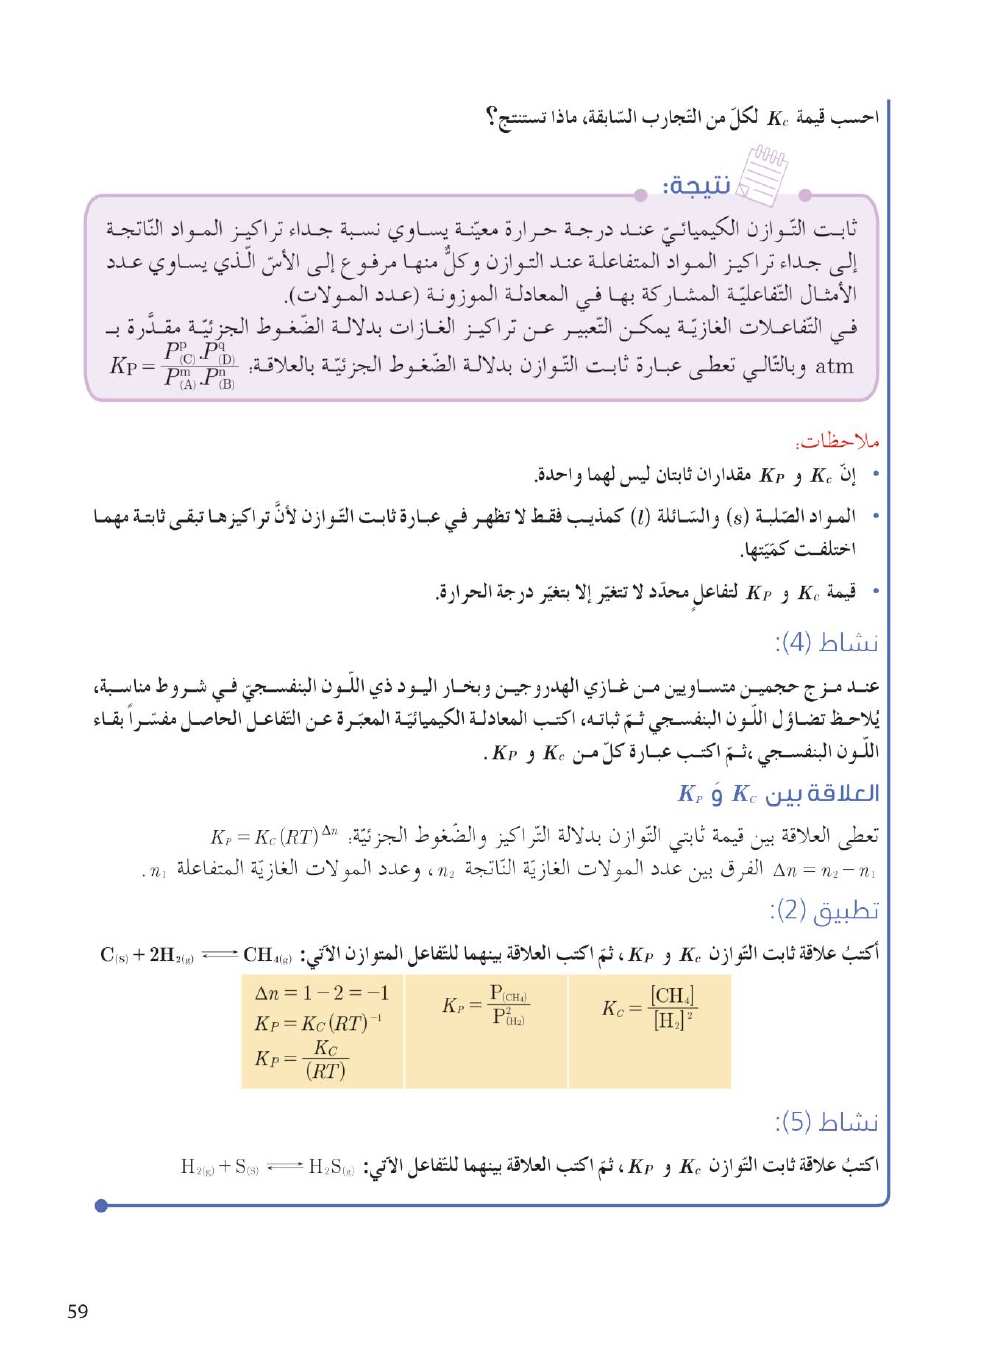 احسب قيمة Kc لكلّ من التّجارب السّابقة، ماذا تستنتج؟
نتيجة:
ثابت التّوازن الكيميائيّ عند درجة حرارة معيّنة يساوي نسبة جداء تراكيز المواد النّاتجة
إلى جداء تراكيز المواد المتفاعلة عند التوازن وكلٌّ منها مرفوع إلى الأسّ الّذي يساوي عدد
الأمثال التّفاعليّة المشاركة بها في المعادلة الموزونة (عدد المولات).
في التّفاعلات الغازيّة يمكن التّعبير عن تراكيز الغازات بدلالة الضّغوط الجزئيّة مقدَّرة بـ
atm وبالتّالي تعطى عبارة ثابت التّوازن بدلالة الضّغوط الجزئيّة بالعلاقة: KP = P^p(C).P^q(D) / P^m(A).P^n(B)
ملاحظات:
• إنّ Kc و KP مقداران ثابتان ليس لهما واحدة.
• المواد الصّلبة (s) والسّائلة (l) كمذيب فقط لا تظهر في عبارة ثابت التّوازن لأنَّ تراكيزها تبقى ثابتة مهما
اختلفت كمّيّتها.
• قيمة Kc و KP لتفاعلٍ محدّد لا تتغيّر إلا بتغيّر درجة الحرارة.
نشاط (4):
عند مزج حجمين متساويين من غازي الهدروجين وبخار اليود ذي اللّون البنفسجيّ في شروط مناسبة،
يُلاحظ تضاؤل اللّون البنفسجي ثمّ ثباته، اكتب المعادلة الكيميائيّة المعبّرة عن التّفاعل الحاصل مفسّراً بقاء
اللّون البنفسجي ،ثمّ اكتب عبارة كلّ من Kc و KP .
العلاقة بين KC وَ KP
تعطى العلاقة بين قيمة ثابتي التّوازن بدلالة التّراكيز والضّغوط الجزئيّة: KP = KC (RT)^Δn
Δn = n2 − n1 الفرق بين عدد المولات الغازيّة النّاتجة n2 ، وعدد المولات الغازيّة المتفاعلة n1 .
تطبيق (2):
أكتبُ علاقة ثابت التّوازن Kc و KP ، ثمّ اكتب العلاقة بينهما للتّفاعل المتوازن الآتي: C(s) + 2H2(g) ⇌ CH4(g)
KC = [CH4] / [H2]^2
KP = P(CH4) / P^2(H2)
Δn = 1 − 2 = −1
KP = KC (RT)^−1
KP = KC / (RT)
نشاط (5):
اكتبُ علاقة ثابت التّوازن Kc و KP ، ثمّ اكتب العلاقة بينهما للتّفاعل الآتي: H2(g) + S(S) ⇌ H2S(g)
59